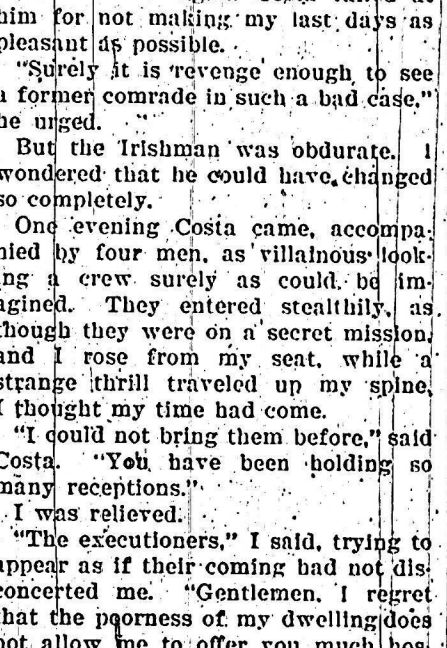 him for not making my last days as
pleasant as possible.
"Surely it is revenge enough to see
a former comrade in such a bad case,"
he urged.
But the Irishman was obdurate. I
wondered that he could have changed
so completely.
One evening Costa came, accompa-
nied by four men, as villainous look-
ing a crew surely as could be im-
agined. They entered stealthily, as
though they were on a secret mission,
and I rose from my seat, while a
strange thrill traveled up my spine.
I thought my time had come.
"I could not bring them before," said
Costa. "You have been holding so
many receptions."
I was relieved.
"The executioners," I said, trying to
appear as if their coming had not dis-
concerted me. "Gentlemen, I regret
that the poorness of my dwelling does
not allow me to offer you much hos-